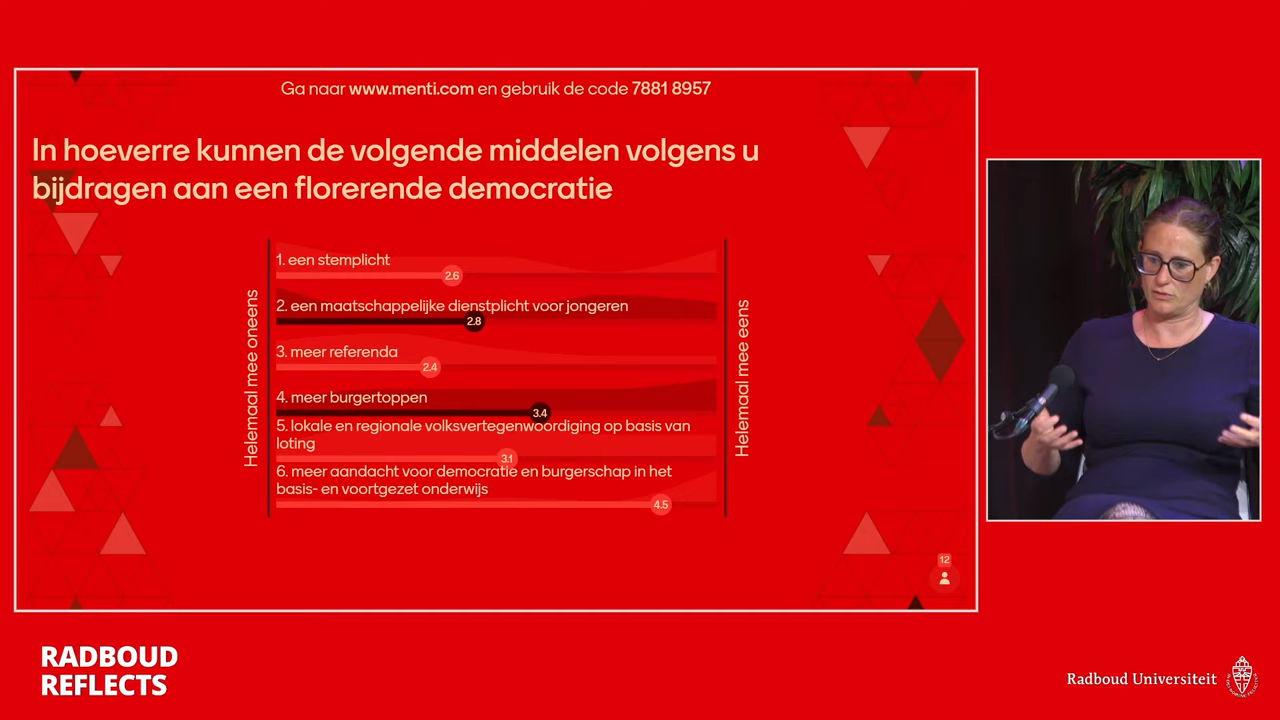 Ga naar www.menti.com en gebruik de code 7881 8957
In hoeverre kunnen de volgende middelen volgens u
bijdragen aan een florerende democratie
Helemaal mee oneens
1. een stemplicht
2.6
2. een maatschappelijke dienstplicht voor jongeren
2.8
3. meer referenda
2.4
4. meer burgertoppen
3.4
5. lokale en regionale volksvertegenwoordiging op basis van
loting
3.1
6. meer aandacht voor democratie en burgerschap in het
basis- en voortgezet onderwijs
4.5
Helemaal mee eens
12
RADBOUD
REFLECTS
Radboud Universiteit